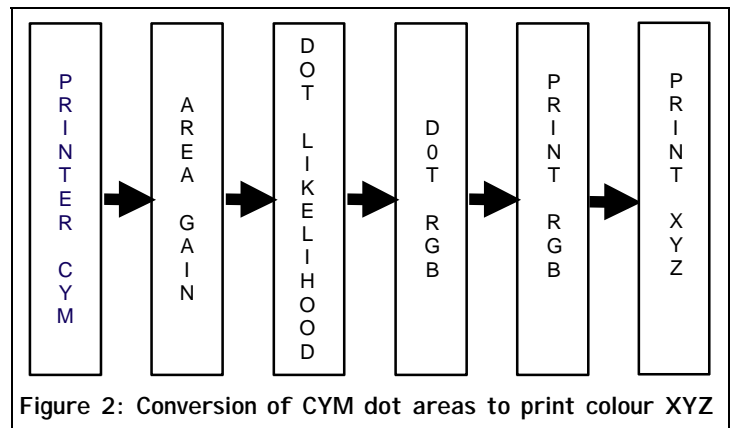 PRINTER CYM
AREA GAIN
DOT LIKELIHOOD
D0T RGB
PRINT RGB
PRINT XYZ
Figure 2: Conversion of CYM dot areas to print colour XYZ